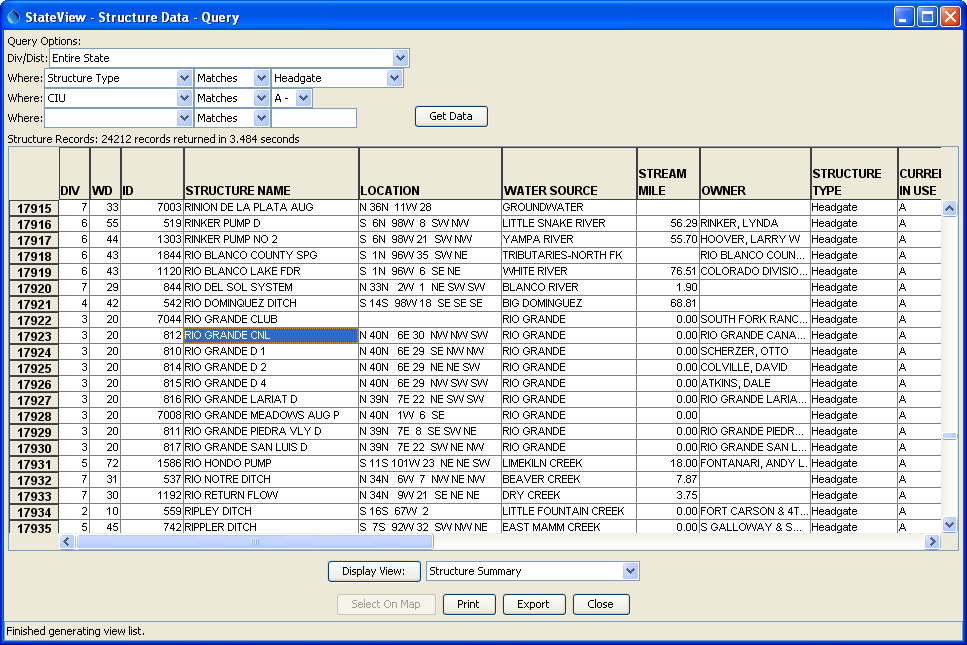 StateView - Structure Data - Query
Query Options:
Div/Dist: Entire State
Where: Structure Type Matches Headgate
Where: CIU Matches A -
Where: Matches
Get Data
Structure Records: 24212 records returned in 3.484 seconds
DIV WD ID STRUCTURE NAME LOCATION WATER SOURCE STREAM MILE OWNER STRUCTURE TYPE CURREI IN USE
17915 7 33 7003 RINION DE LA PLATA AUG N 36N 11W 28 GROUNDWATER Headgate A
17916 6 55 519 RINKER PUMP D S 6N 98W 8 SW NW LITTLE SNAKE RIVER 56.29 RINKER, LYNDA Headgate A
17917 6 44 1303 RINKER PUMP NO 2 S 6N 98W 21 SW NW YAMPA RIVER 55.70 HOOVER, LARRY W Headgate A
17918 6 43 1844 RIO BLANCO COUNTY SPG S 1N 96W 35 SW NE TRIBUTARIES-NORTH FK RIO BLANCO COUN... Headgate A
17919 6 43 1120 RIO BLANCO LAKE FDR S 1N 96W 6 SE NE WHITE RIVER 76.51 COLORADO DIVISIO... Headgate A
17920 7 29 844 RIO DEL SOL SYSTEM N 33N 2W 1 NE SW SW BLANCO RIVER 1.90 Headgate A
17921 4 42 542 RIO DOMINGUEZ DITCH S 14S 98W 18 SE SE SE BIG DOMINGUEZ 68.81 Headgate A
17922 3 20 7044 RIO GRANDE CLUB RIO GRANDE 0.00 SOUTH FORK RANC... Headgate A
17923 3 20 812 RIO GRANDE CNL N 40N 6E 30 NW NW SW RIO GRANDE 0.00 RIO GRANDE CANA... Headgate A
17924 3 20 810 RIO GRANDE D 1 N 40N 6E 29 SE NW NW RIO GRANDE 0.00 SCHERZER, OTTO Headgate A
17925 3 20 814 RIO GRANDE D 2 N 40N 6E 29 NE NE SW RIO GRANDE 0.00 COLVILLE, DAVID Headgate A
17926 3 20 815 RIO GRANDE D 4 N 40N 6E 29 NW SW SW RIO GRANDE 0.00 ATKINS, DALE Headgate A
17927 3 20 816 RIO GRANDE LARIAT D N 39N 7E 22 NE SW SW RIO GRANDE 0.00 RIO GRANDE LARIA... Headgate A
17928 3 20 7008 RIO GRANDE MEADOWS AUG P N 40N 1W 6 SE RIO GRANDE 0.00 Headgate A
17929 3 20 811 RIO GRANDE PIEDRA VLY D N 39N 7E 8 SE SW NE RIO GRANDE 0.00 RIO GRANDE PIEDR... Headgate A
17930 3 20 817 RIO GRANDE SAN LUIS D N 39N 7E 22 SW NE NW RIO GRANDE 0.00 RIO GRANDE SAN L... Headgate A
17931 5 72 1586 RIO HONDO PUMP S 11S 101W 23 NE NE SW LIMEKILN CREEK 18.00 FONTANARI, ANDY L. Headgate A
17932 7 31 537 RIO NOTRE DITCH N 34N 6W 7 NW NE NW BEAVER CREEK 7.87 Headgate A
17933 7 30 1192 RIO RETURN FLOW N 34N 9W 21 SE NE NE DRY CREEK 3.75 Headgate A
17934 2 10 559 RIPLEY DITCH S 16S 67W 2 LITTLE FOUNTAIN CREEK 0.00 FORT CARSON & 4T... Headgate A
17935 5 45 742 RIPPLER DITCH S 7S 92W 32 SW NW NE EAST MAMM CREEK 0.00 S GALLOWAY & S... Headgate A
Display View: Structure Summary
Select On Map Print Export Close
Finished generating view list.